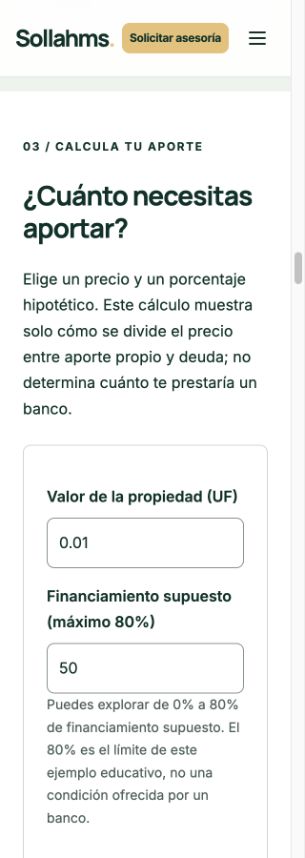 Sollahms.
Solicitar asesoría
03 / CALCULA TU APORTE
¿Cuánto necesitas
aportar?
Elige un precio y un porcentaje
hipotético. Este cálculo muestra
solo cómo se divide el precio
entre aporte propio y deuda; no
determina cuánto te prestaría un
banco.
Valor de la propiedad (UF)
0.01
Financiamiento supuesto
(máximo 80%)
50
Puedes explorar de 0% a 80%
de financiamiento supuesto. El
80% es el límite de este
ejemplo educativo, no una
condición ofrecida por un
banco.